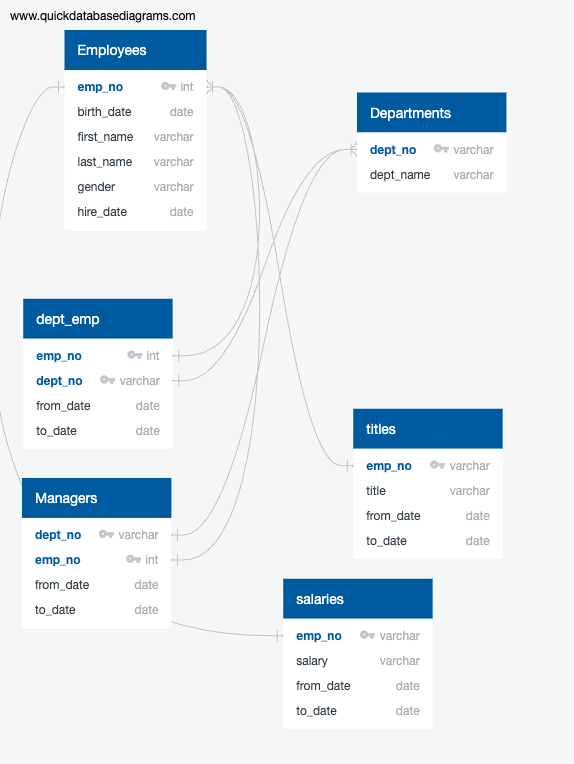 www.quickdatabasediagrams.com
Employees
emp_no int
birth_date date
first_name varchar
last_name varchar
gender varchar
hire_date date
Departments
dept_no varchar
dept_name varchar
dept_emp
emp_no int
dept_no varchar
from_date date
to_date date
titles
emp_no varchar
title varchar
from_date date
to_date date
Managers
dept_no varchar
emp_no int
from_date date
to_date date
salaries
emp_no varchar
salary varchar
from_date date
to_date date